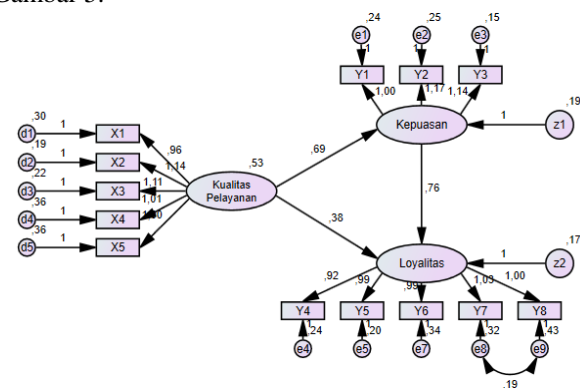 Gambar 5.
,24 ,25 ,15
e1 e2 e3
1 1 1
Y1 Y2 Y3
1,00 1,17 1,14
,19
Kepuasan 1 z1
,30
d1 1 X1
,19
d2 1 X2
,22
d3 1 X3
,36
d4 1 X4
,36
d5 1 X5
,96
1,14
1,11
1,01
,53
Kualitas
Pelayanan
,69
,76
,38
,17
Loyalitas 1 z2
,92 ,99 ,99 1,03 1,00
Y4 Y5 Y6 Y7 Y8
,24 ,20 ,34 ,32 ,43
e4 e5 e7 e8 e9
,19